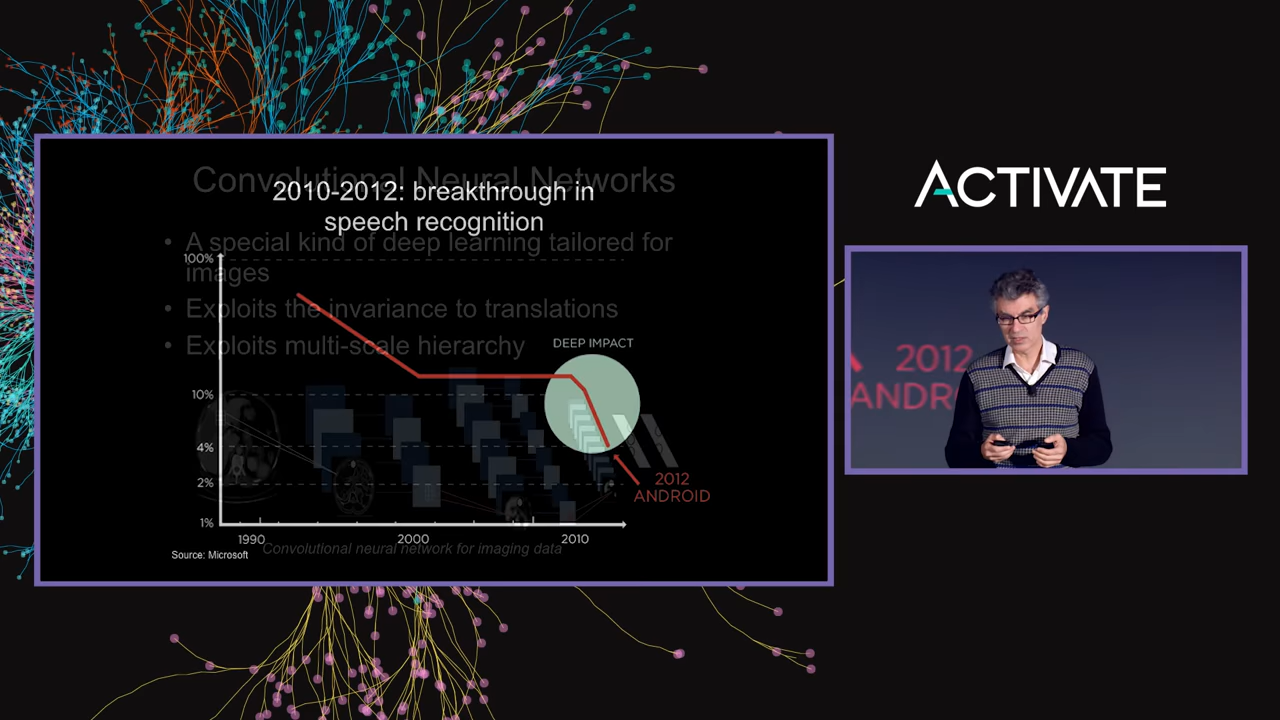 Convolutional Neural Networks
2010-2012: breakthrough in
speech recognition
• A special kind of deep learning tailored for
images
• Exploits the invariance to translations
• Exploits multi-scale hierarchy
100%
10%
4%
2%
1%
DEEP IMPACT
2012
ANDROID
1990
2000
2010
Convolutional neural network for imaging data
Source: Microsoft
ACTIVATE
2012